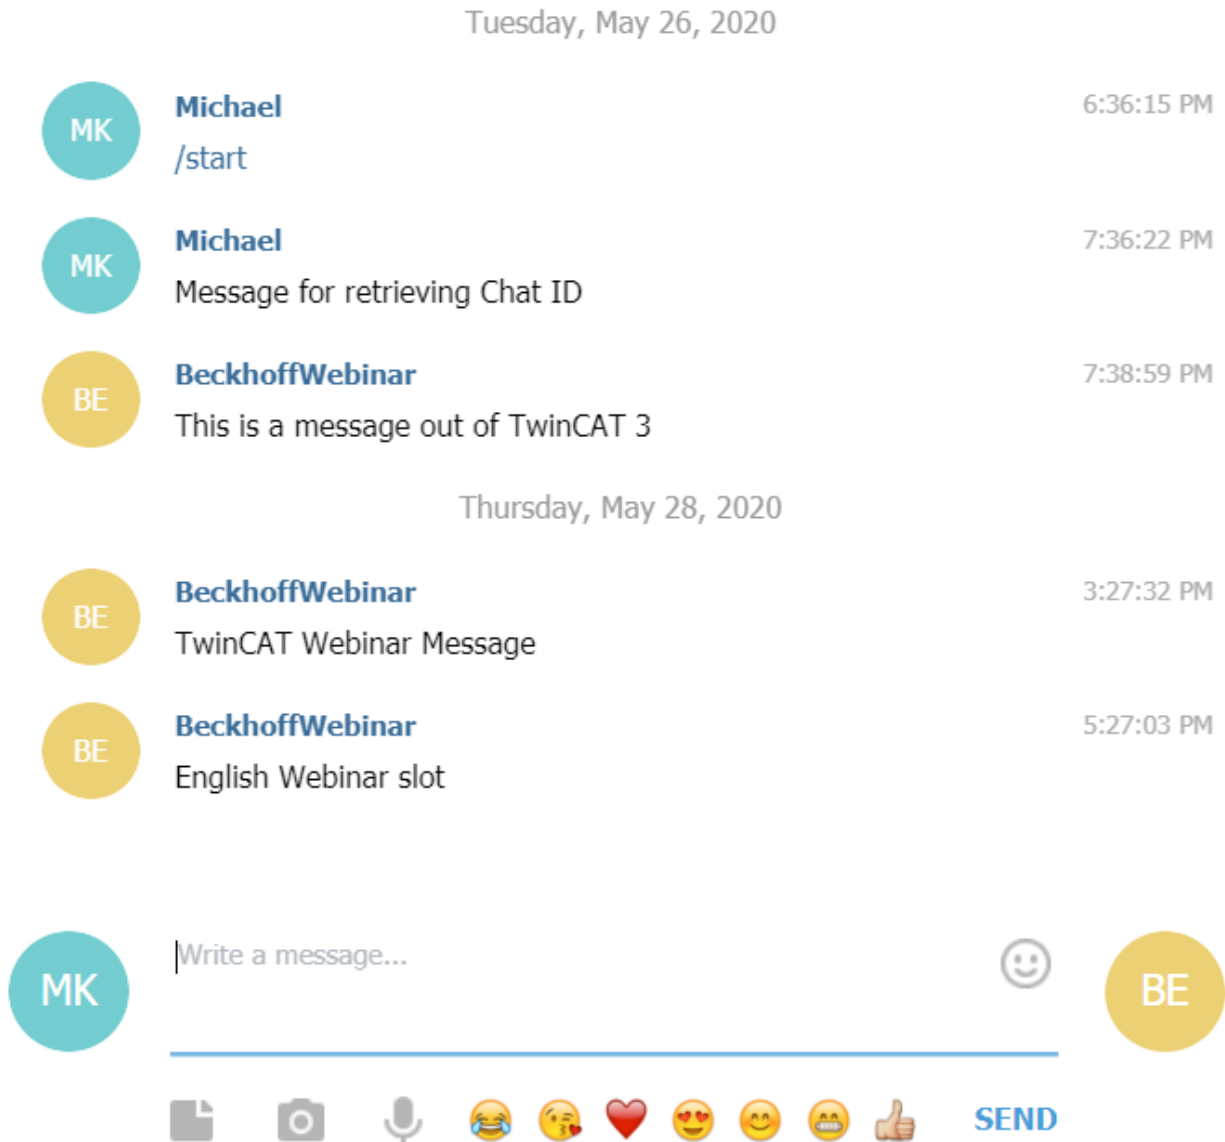 Tuesday, May 26, 2020
MK
Michael
6:36:15 PM
/start
MK
Michael
7:36:22 PM
Message for retrieving Chat ID
BE
BeckhoffWebinar
7:38:59 PM
This is a message out of TwinCAT 3
Thursday, May 28, 2020
BE
BeckhoffWebinar
3:27:32 PM
TwinCAT Webinar Message
BE
BeckhoffWebinar
5:27:03 PM
English Webinar slot
MK
Write a message...
BE
SEND